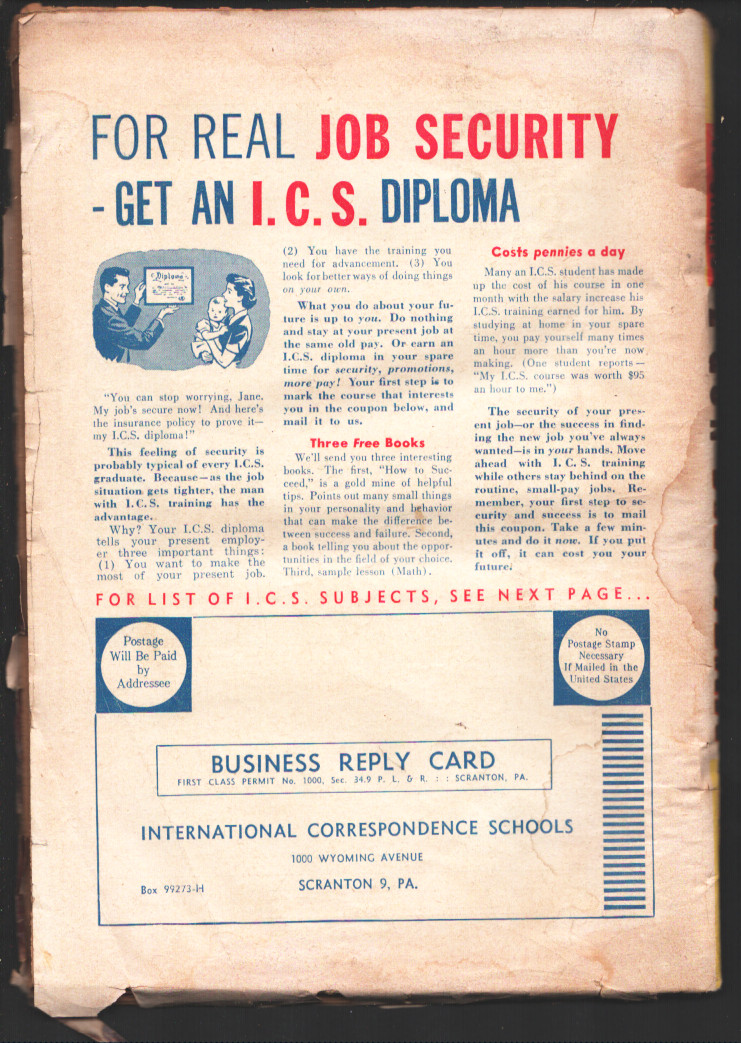 FOR REAL JOB SECURITY
- GET AN I.C.S. DIPLOMA
Diploma
"You can stop worrying, Jane.
My job's secure now! And here's
the insurance policy to prove it—
my I.C.S. diploma!"
This feeling of security is
probably typical of every I.C.S.
graduate. Because—as the job
situation gets tighter, the man
with I.C.S. training has the
advantage.
Why? Your I.C.S. diploma
tells your present employ-
er three important things:
(1) You want to make the
most of your present job.
(2) You have the training you
need for advancement. (3) You
look for better ways of doing things
on your own.
What you do about your fu-
ture is up to you. Do nothing
and stay at your present job at
the same old pay. Or earn an
I.C.S. diploma in your spare
time for security, promotions,
more pay! Your first step is to
mark the course that interests
you in the coupon below, and
mail it to us.
Three Free Books
We'll send you three interesting
books. The first, "How to Suc-
ceed," is a gold mine of helpful
tips. Points out many small things
in your personality and behavior
that can make the difference be-
tween success and failure. Second,
a book telling you about the oppor-
tunities in the field of your choice.
Third, sample lesson (Math).
Costs pennies a day
Many an I.C.S. student has made
up the cost of his course in one
month with the salary increase his
I.C.S. training earned for him. By
studying at home in your spare
time, you pay yourself many times
an hour more than you're now
making. (One student reports—
"My I.C.S. course was worth $95
an hour to me.")
The security of your pres-
ent job—or the success in find-
ing the new job you've always
wanted—is in your hands. Move
ahead with I.C.S. training
while others stay behind on the
routine, small-pay jobs. Re-
member, your first step to se-
curity and success is to mail
this coupon. Take a few min-
utes and do it now. If you put
it off, it can cost you your
future.
FOR LIST OF I.C.S. SUBJECTS, SEE NEXT PAGE...
Postage
Will Be Paid
by
Addressee
No
Postage Stamp
Necessary
If Mailed in the
United States
BUSINESS REPLY CARD
FIRST CLASS PERMIT No. 1000, Sec. 34.9 P. L. & R. : : SCRANTON, PA.
INTERNATIONAL CORRESPONDENCE SCHOOLS
1000 WYOMING AVENUE
Box 99273-H
SCRANTON 9, PA.